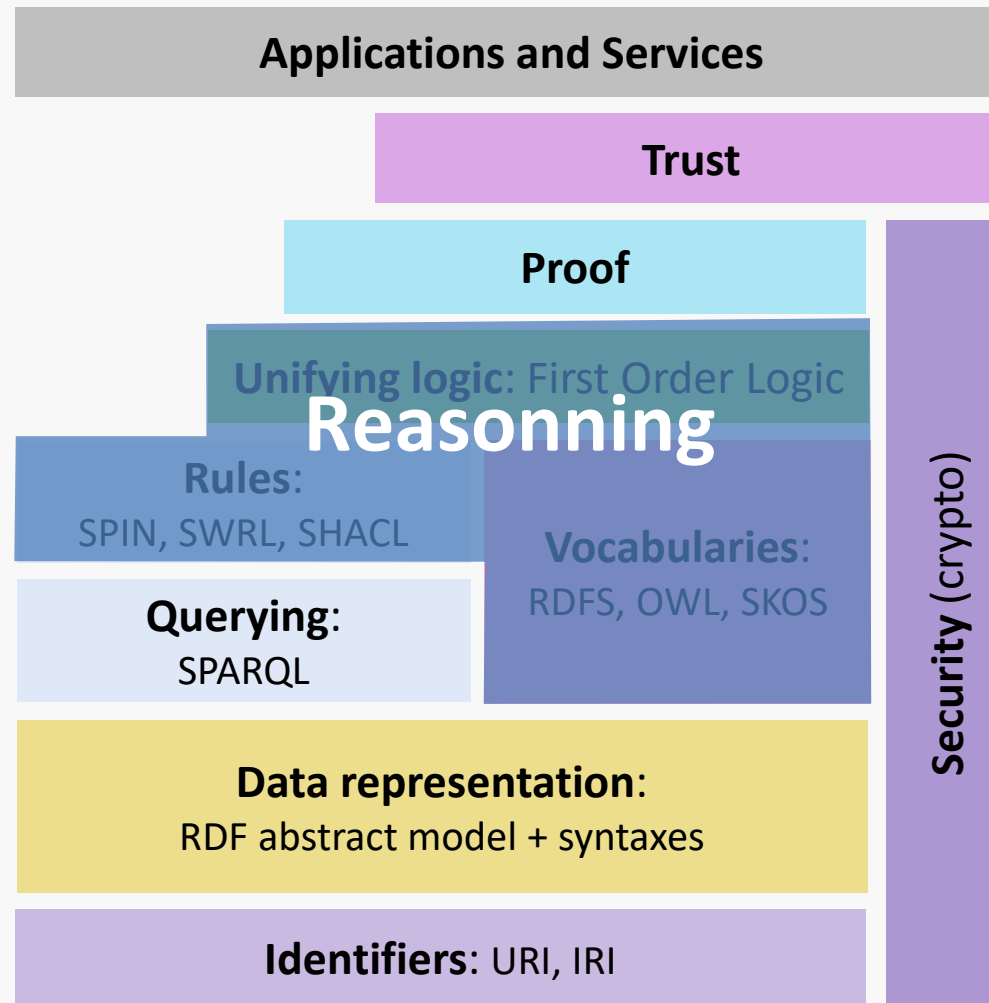 Applications and Services
Trust
Proof
Unifying logic: First Order Logic
Reasonning
Rules:
SPIN, SWRL, SHACL
Vocabularies:
RDFS, OWL, SKOS
Querying:
SPARQL
Data representation:
RDF abstract model + syntaxes
Identifiers: URI, IRI
Security (crypto)